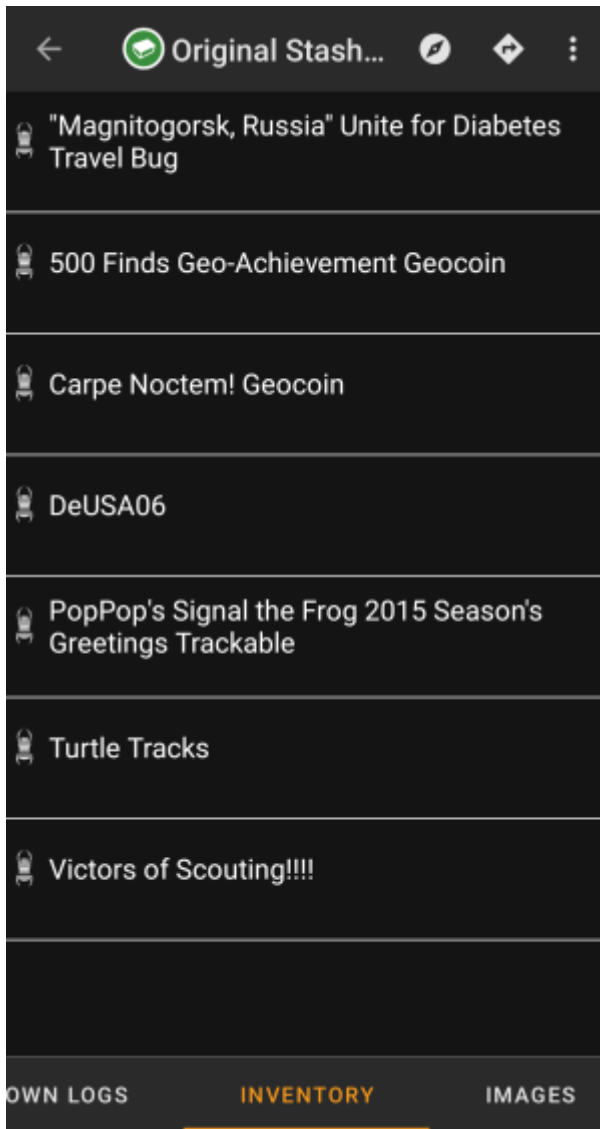 Original Stash...
"Magnitogorsk, Russia" Unite for Diabetes
Travel Bug
500 Finds Geo-Achievement Geocoin
Carpe Noctem! Geocoin
DeUSA06
PopPop's Signal the Frog 2015 Season's
Greetings Trackable
Turtle Tracks
Victors of Scouting!!!!
OWN LOGS INVENTORY IMAGES